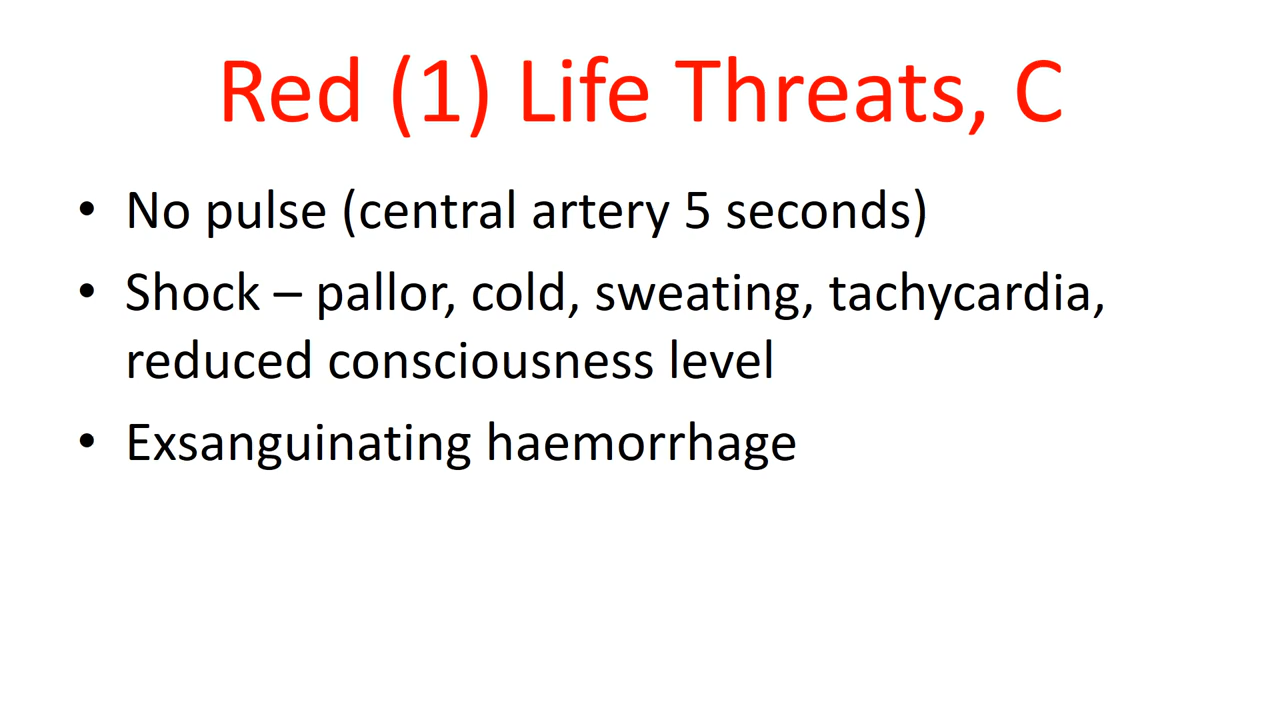 Red (1) Life Threats, C
• No pulse (central artery 5 seconds)
• Shock – pallor, cold, sweating, tachycardia,
reduced consciousness level
• Exsanguinating haemorrhage